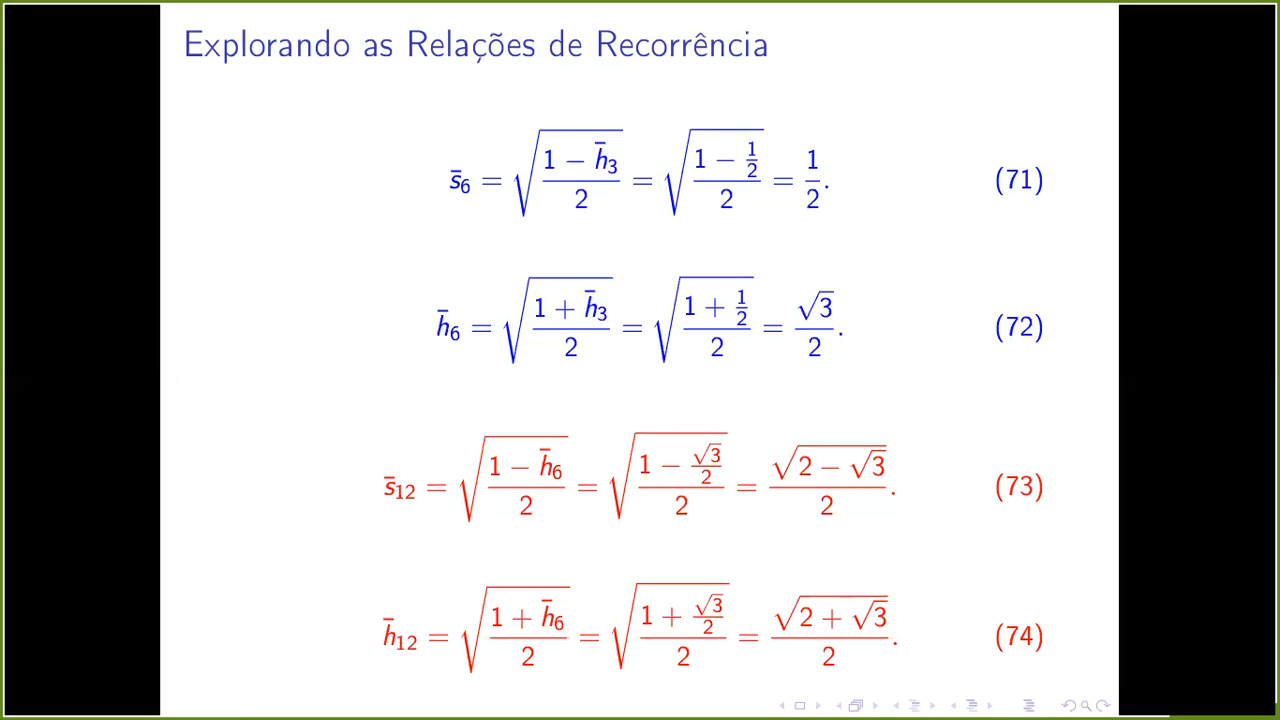 Explorando as Relações de Recorrência
s̄₆ = √((1 − h̄₃)/2) = √((1 − 1/2)/2) = 1/2. (71)
h̄₆ = √((1 + h̄₃)/2) = √((1 + 1/2)/2) = √3/2. (72)
s̄₁₂ = √((1 − h̄₆)/2) = √((1 − √3/2)/2) = √(2 − √3)/2. (73)
h̄₁₂ = √((1 + h̄₆)/2) = √((1 + √3/2)/2) = √(2 + √3)/2. (74)